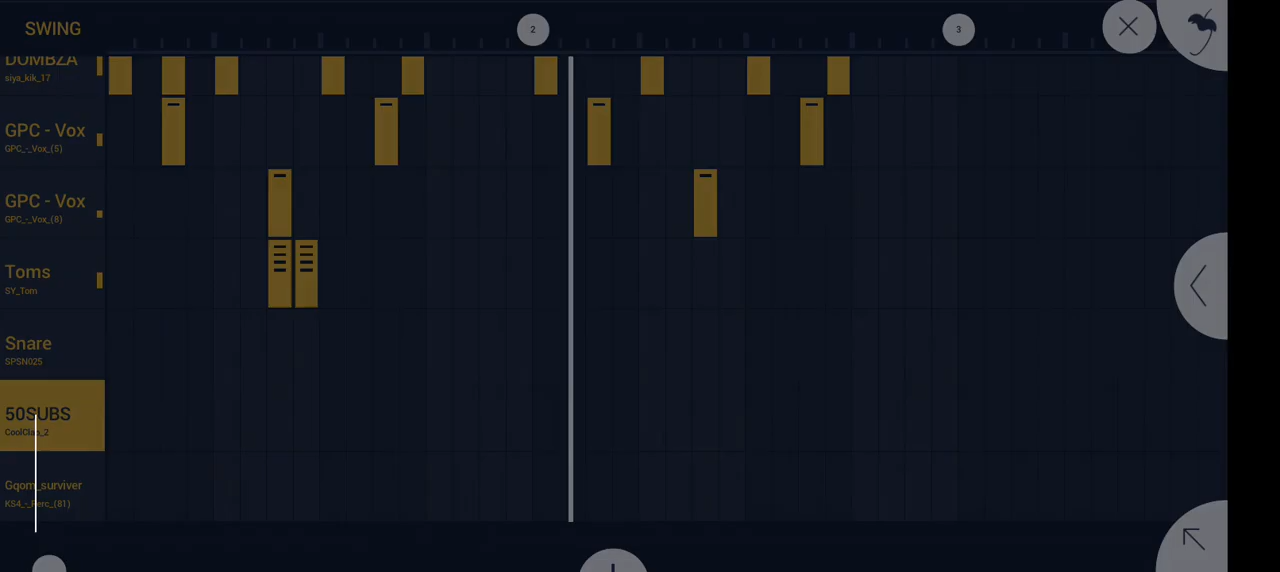 SWING
2
3
DOMBZA
siya_kik_17
GPC - Vox
GPC_-_Vox_(5)
GPC - Vox
GPC_-_Vox_(8)
Toms
SY_Tom
Snare
SPSN025
50SUBS
CoolClap_2
Gqom_surviver
KS4_-_Perc_(81)